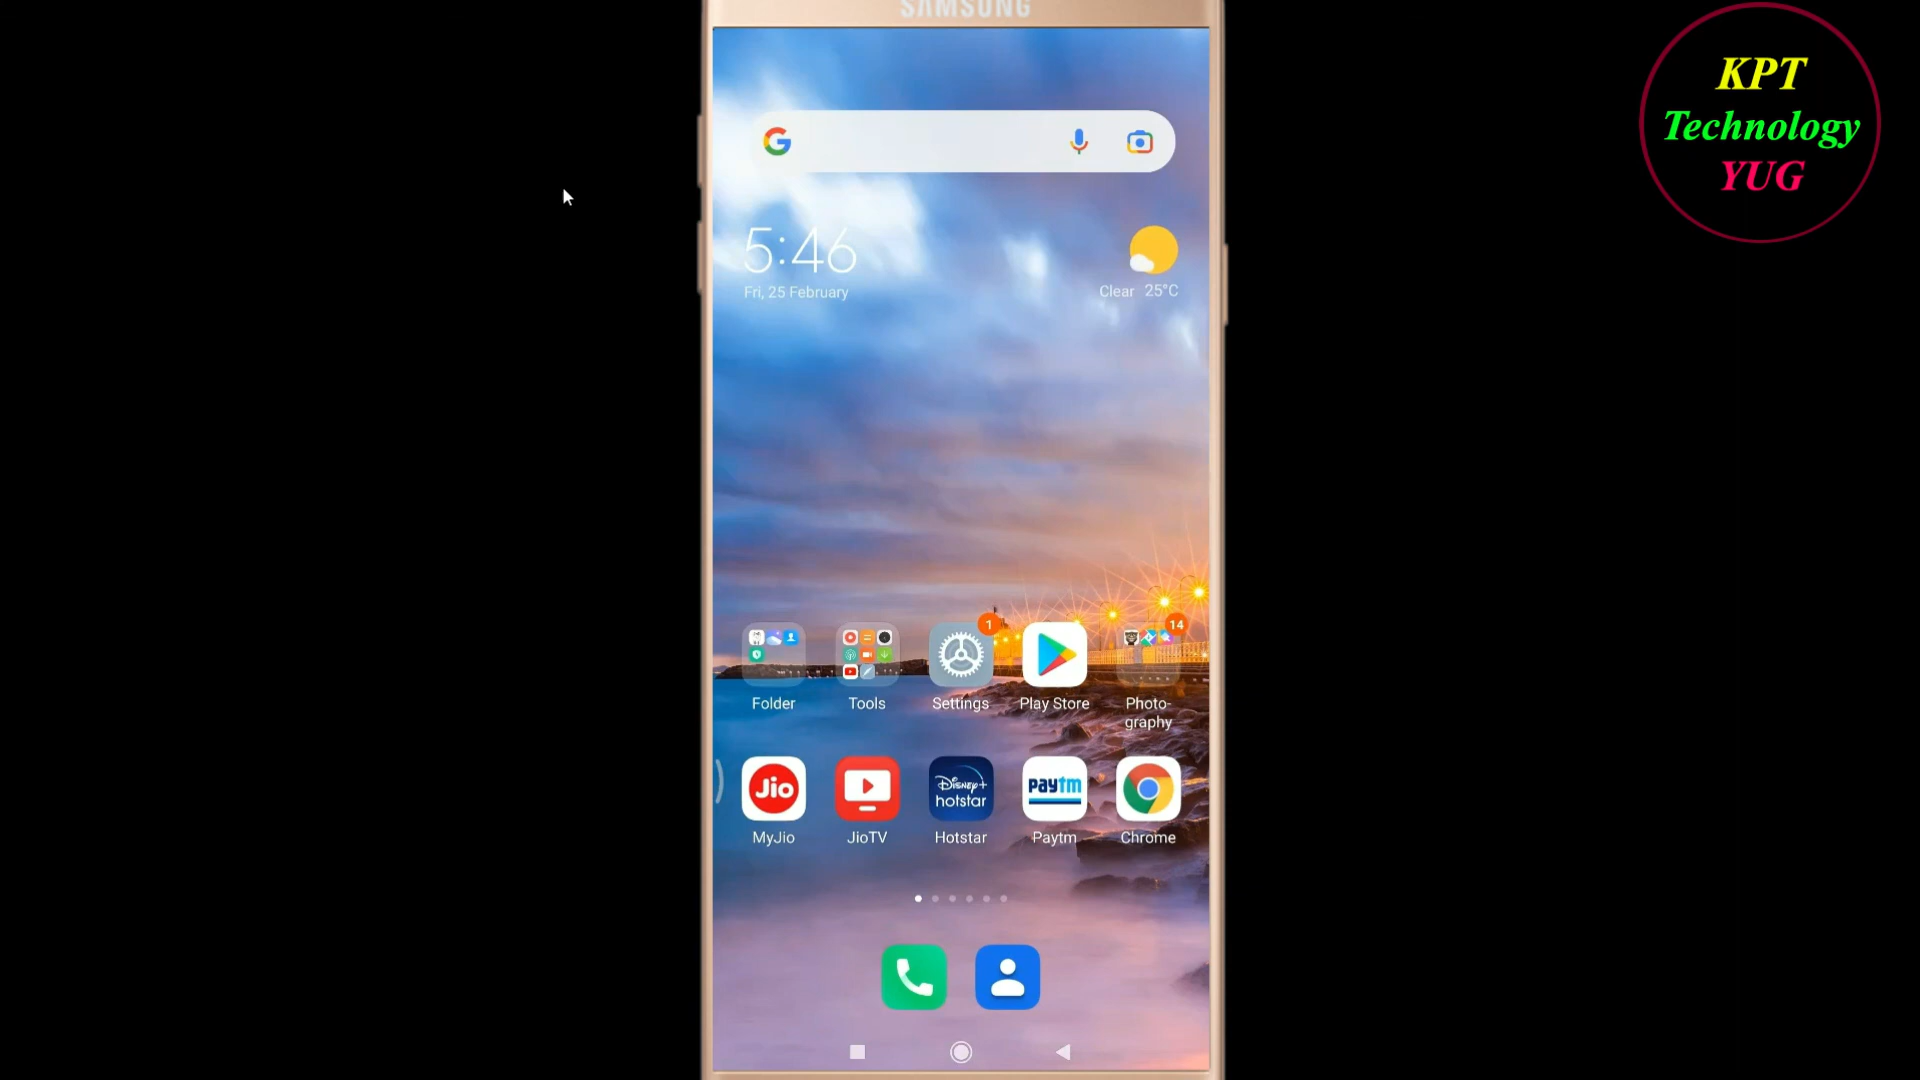 SAMSUNG
KPT
Technology
YUG
5:46
Fri, 25 February
Clear 25°C
1
14
Folder
Tools
Settings
Play Store
Photo-
graphy
Jio
Disney+
hotstar
paytm
MyJio
JioTV
Hotstar
Paytm
Chrome